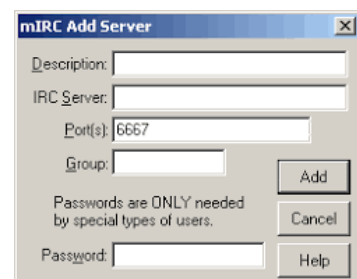 mIRC Add Server
Description:
IRC Server:
Port(s): 6667
Group:
Add
Passwords are ONLY needed
by special types of users.
Cancel
Password:
Help